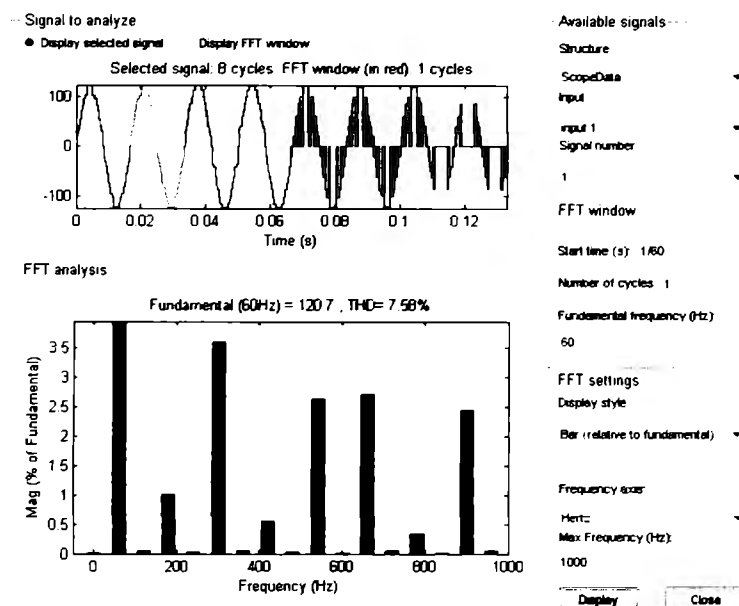 Signal to analyze
Display selected signal Display FFT window
Selected signal: 8 cycles. FFT window (in red): 1 cycles
100
0
-100
0 0.02 0.04 0.06 0.08 0.1 0.12
Time (s)
FFT analysis
Fundamental (60Hz) = 120.7 , THD= 7.58%
3.5
3
2.5
2
1.5
1
0.5
0
Mag (% of Fundamental)
0 200 400 600 800 1000
Frequency (Hz)
Available signals
Structure
ScopeData
Input
input 1
Signal number
1
FFT window
Start time (s): 1/60
Number of cycles: 1
Fundamental frequency (Hz):
60
FFT settings
Display style
Bar (relative to fundamental)
Frequency axis:
Hertz
Max Frequency (Hz):
1000
Display Close